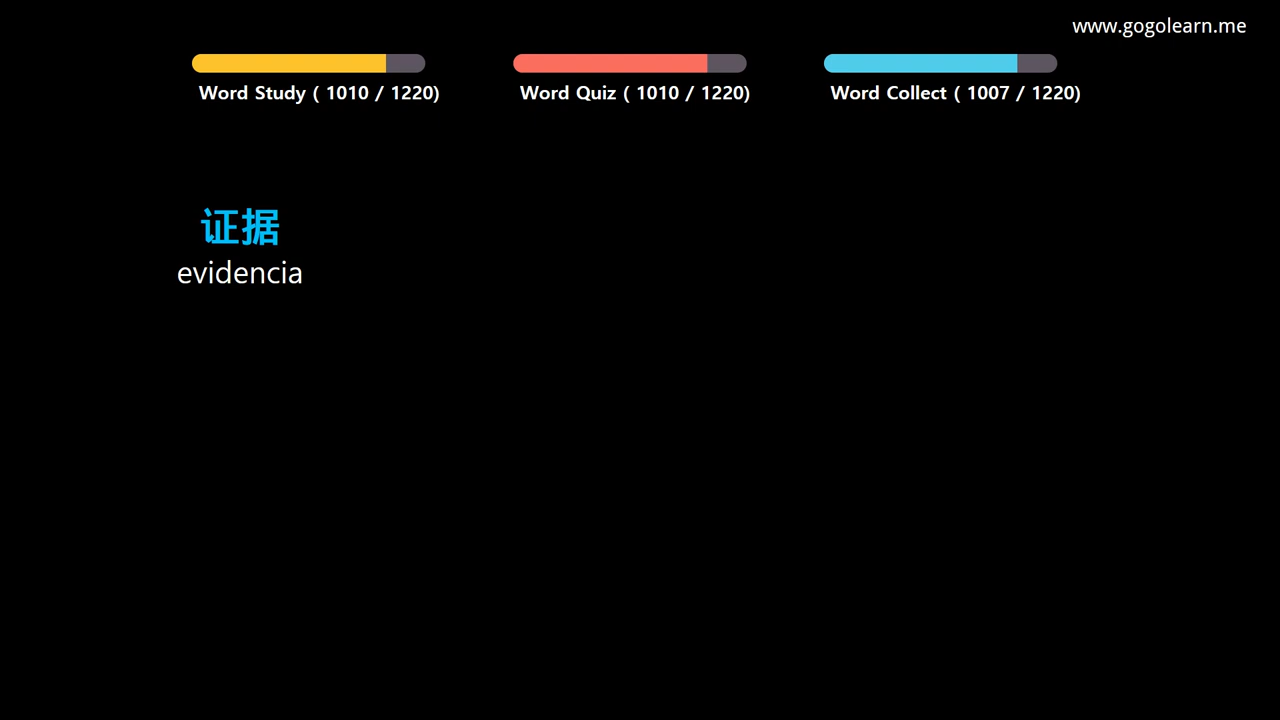 www.gogolearn.me
Word Study ( 1010 / 1220)
Word Quiz ( 1010 / 1220)
Word Collect ( 1007 / 1220)
证据
evidencia